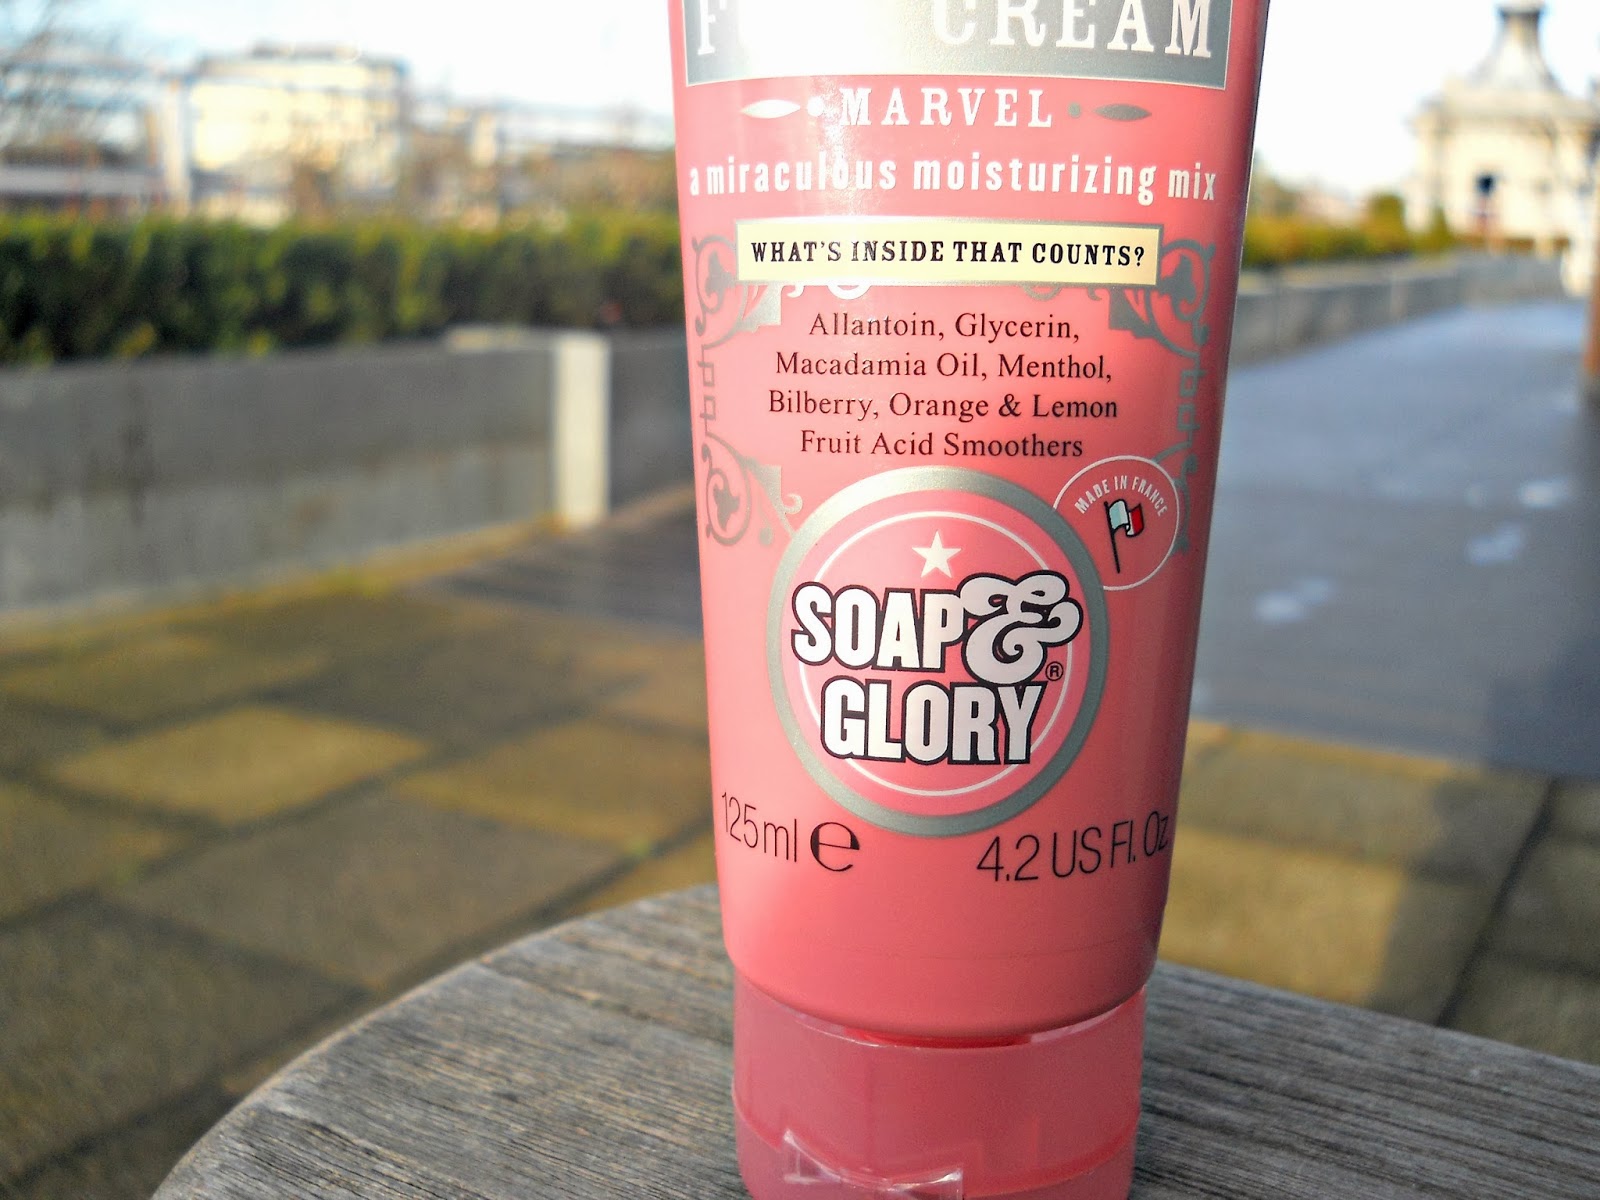 CREAM
MARVEL
a miraculous moisturizing mix
WHAT'S INSIDE THAT COUNTS?
Allantoin, Glycerin,
Macadamia Oil, Menthol,
Bilberry, Orange & Lemon
Fruit Acid Smoothers
MADE IN FRANCE
SOAP &
GLORY ®
125ml e 4.2 US Fl. Oz